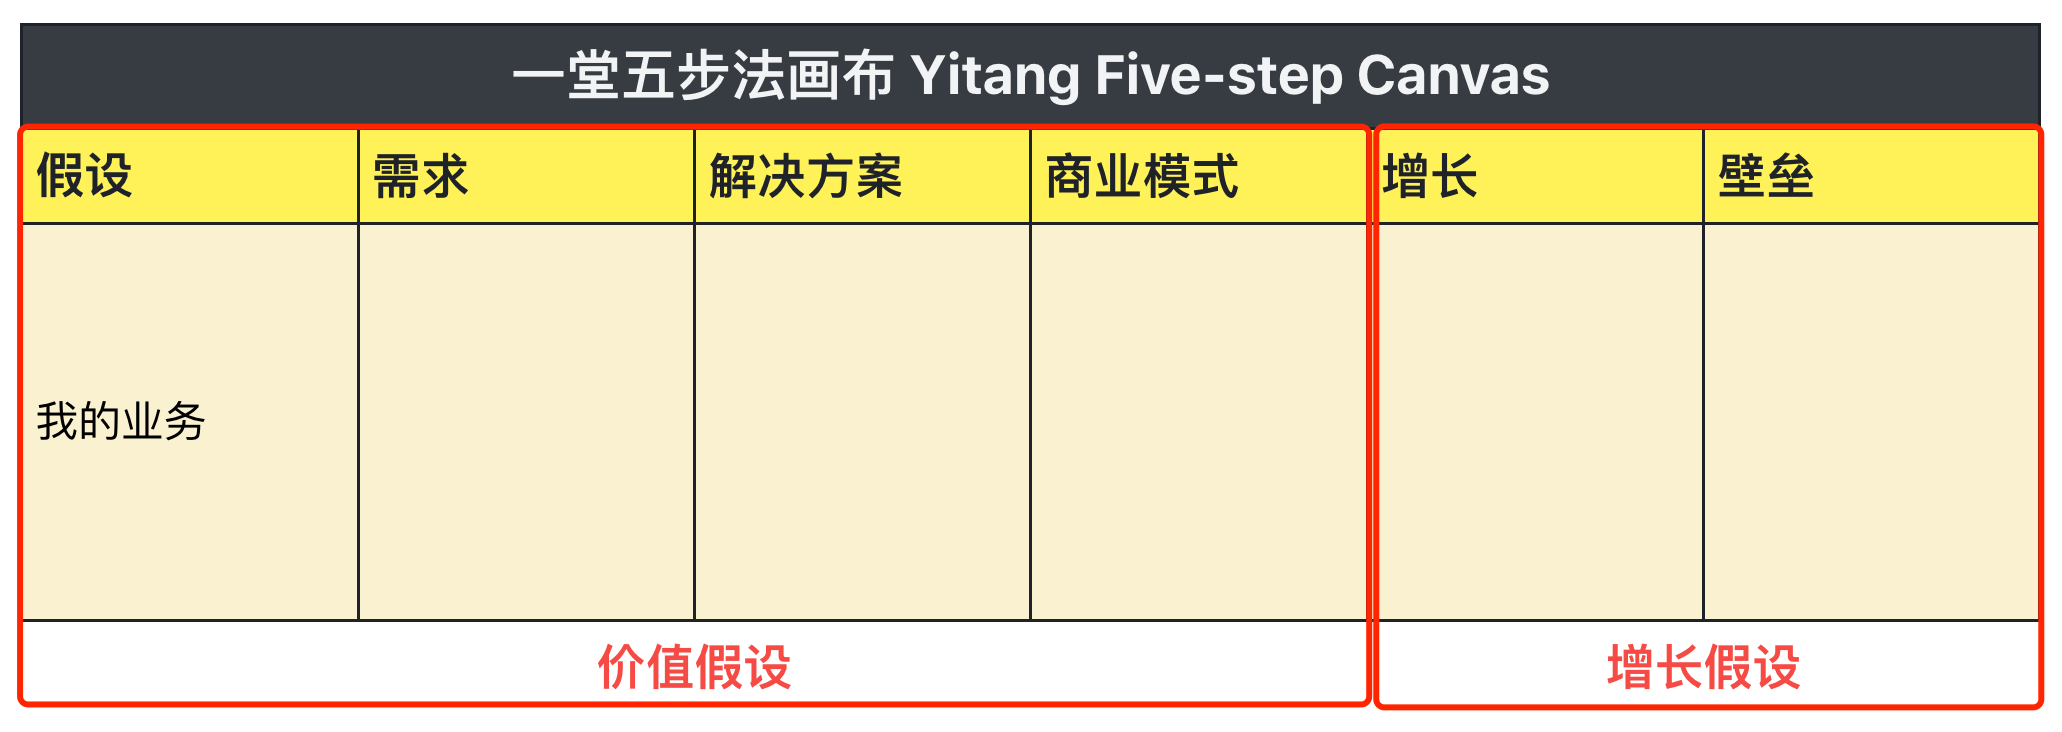 一堂五步法画布 Yitang Five-step Canvas
假设 需求 解决方案 商业模式 增长 壁垒
我的业务
价值假设 增长假设